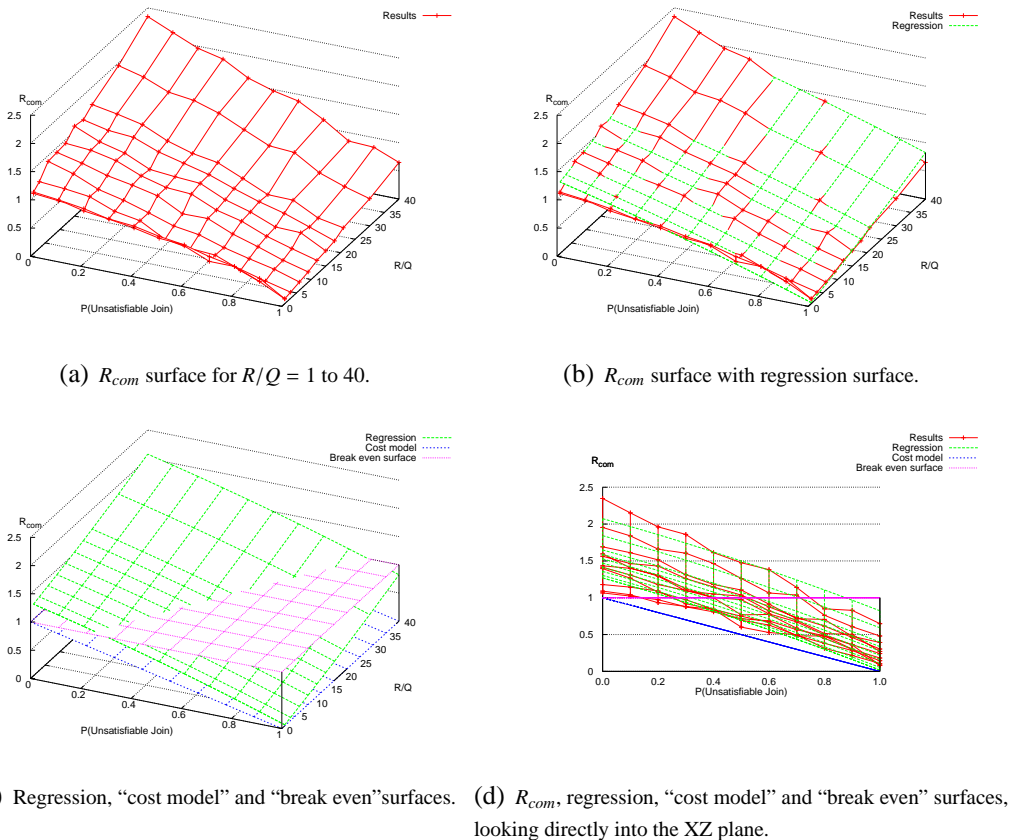 Results
R_com
2.5
2
1.5
1
0.5
0
0
0.2
0.4
0.6
0.8
1
P(Unsatisfiable Join)
0
5
10
15
20
25
30
35
40
R/Q
(a) R_com surface for R/Q = 1 to 40.
Results
Regression
R_com
2.5
2
1.5
1
0.5
0
0
0.2
0.4
0.6
0.8
1
P(Unsatisfiable Join)
0
5
10
15
20
25
30
35
40
R/Q
(b) R_com surface with regression surface.
Regression
Cost model
Break even surface
R_com
2.5
2
1.5
1
0.5
0
0
0.2
0.4
0.6
0.8
1
P(Unsatisfiable Join)
0
5
10
15
20
25
30
35
40
R/Q
) Regression, “cost model” and “break even”surfaces.
Results
Regression
Cost model
Break even surface
R_com
2.5
2
1.5
1
0.5
0
0.0
0.2
0.4
0.6
0.8
1.0
P(Unsatisfiable Join)
(d) R_com, regression, “cost model” and “break even” surfaces,
looking directly into the XZ plane.